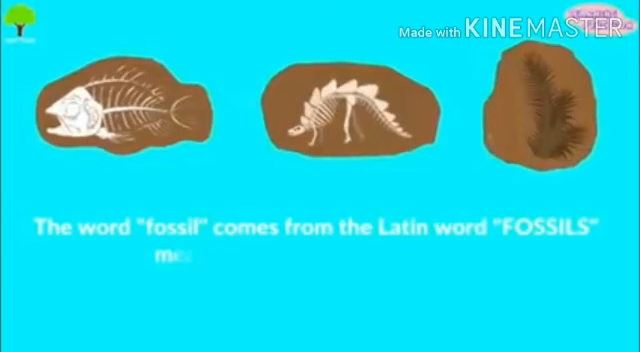 Made with KINEMASTER
The word "fossil" comes from the Latin word "FOSSILS"